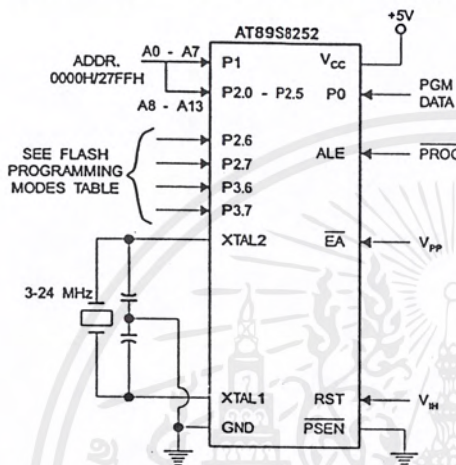 AT89S8252
+5V
ADDR.
0000H/27FFH
A0 - A7
P1
VCC
A8 - A13
P2.0 - P2.5
P0
PGM
DATA
SEE FLASH
PROGRAMMING
MODES TABLE
P2.6
P2.7
P3.6
P3.7
ALE
PROG
XTAL2
EA
VPP
3-24 MHz
XTAL1
RST
VIH
GND
PSEN